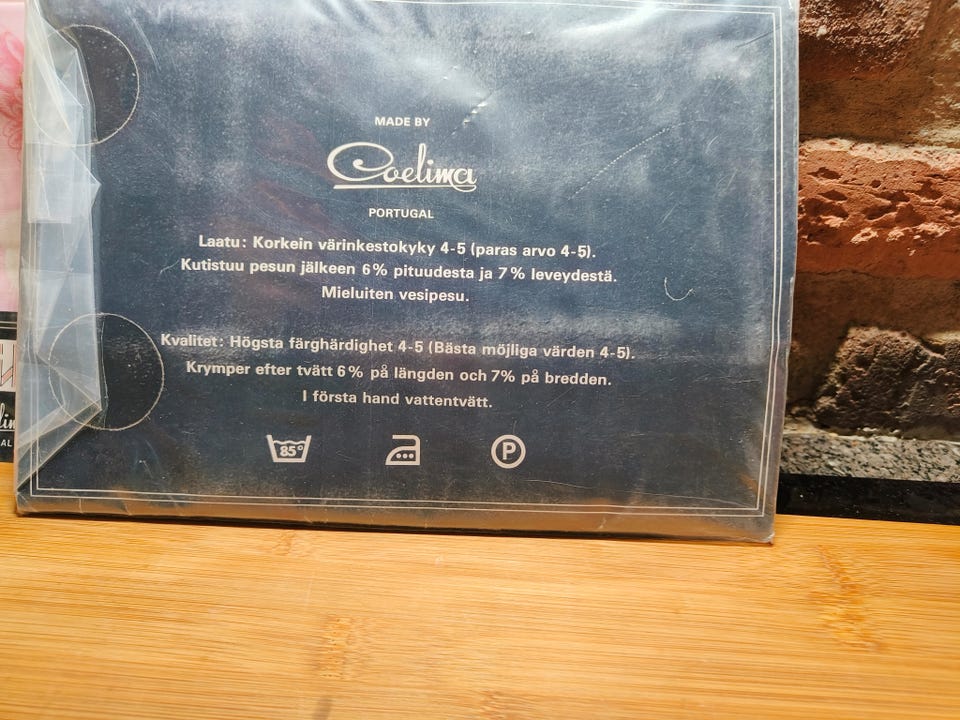 MADE BY
Coelima
PORTUGAL
Laatu: Korkein värinkestokyky 4-5 (paras arvo 4-5).
Kutistuu pesun jälkeen 6% pituudesta ja 7% leveydestä.
Mieluiten vesipesu.
Kvalitet: Högsta färghärdighet 4-5 (Bästa möjliga värden 4-5).
Krymper efter tvätt 6% på längden och 7% på bredden.
I första hand vattentvätt.
85°
P